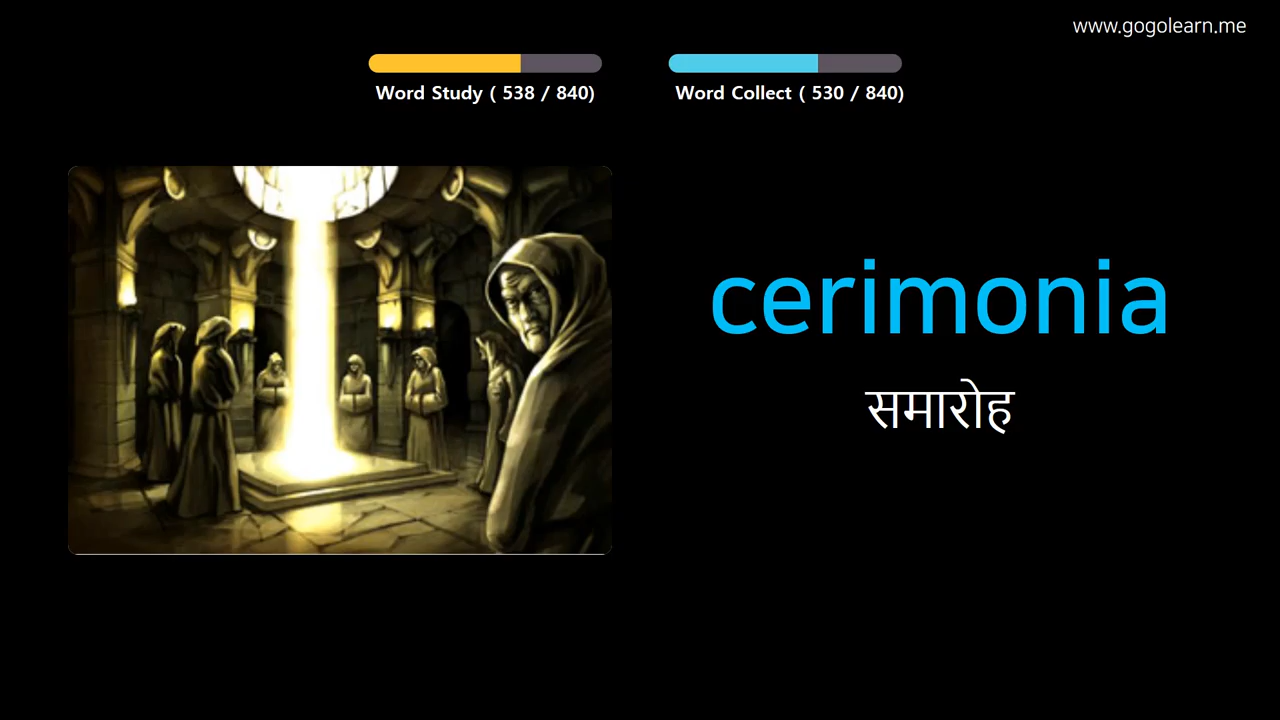 www.gogolearn.me
Word Study ( 538 / 840)
Word Collect ( 530 / 840)
cerimonia
समारोह